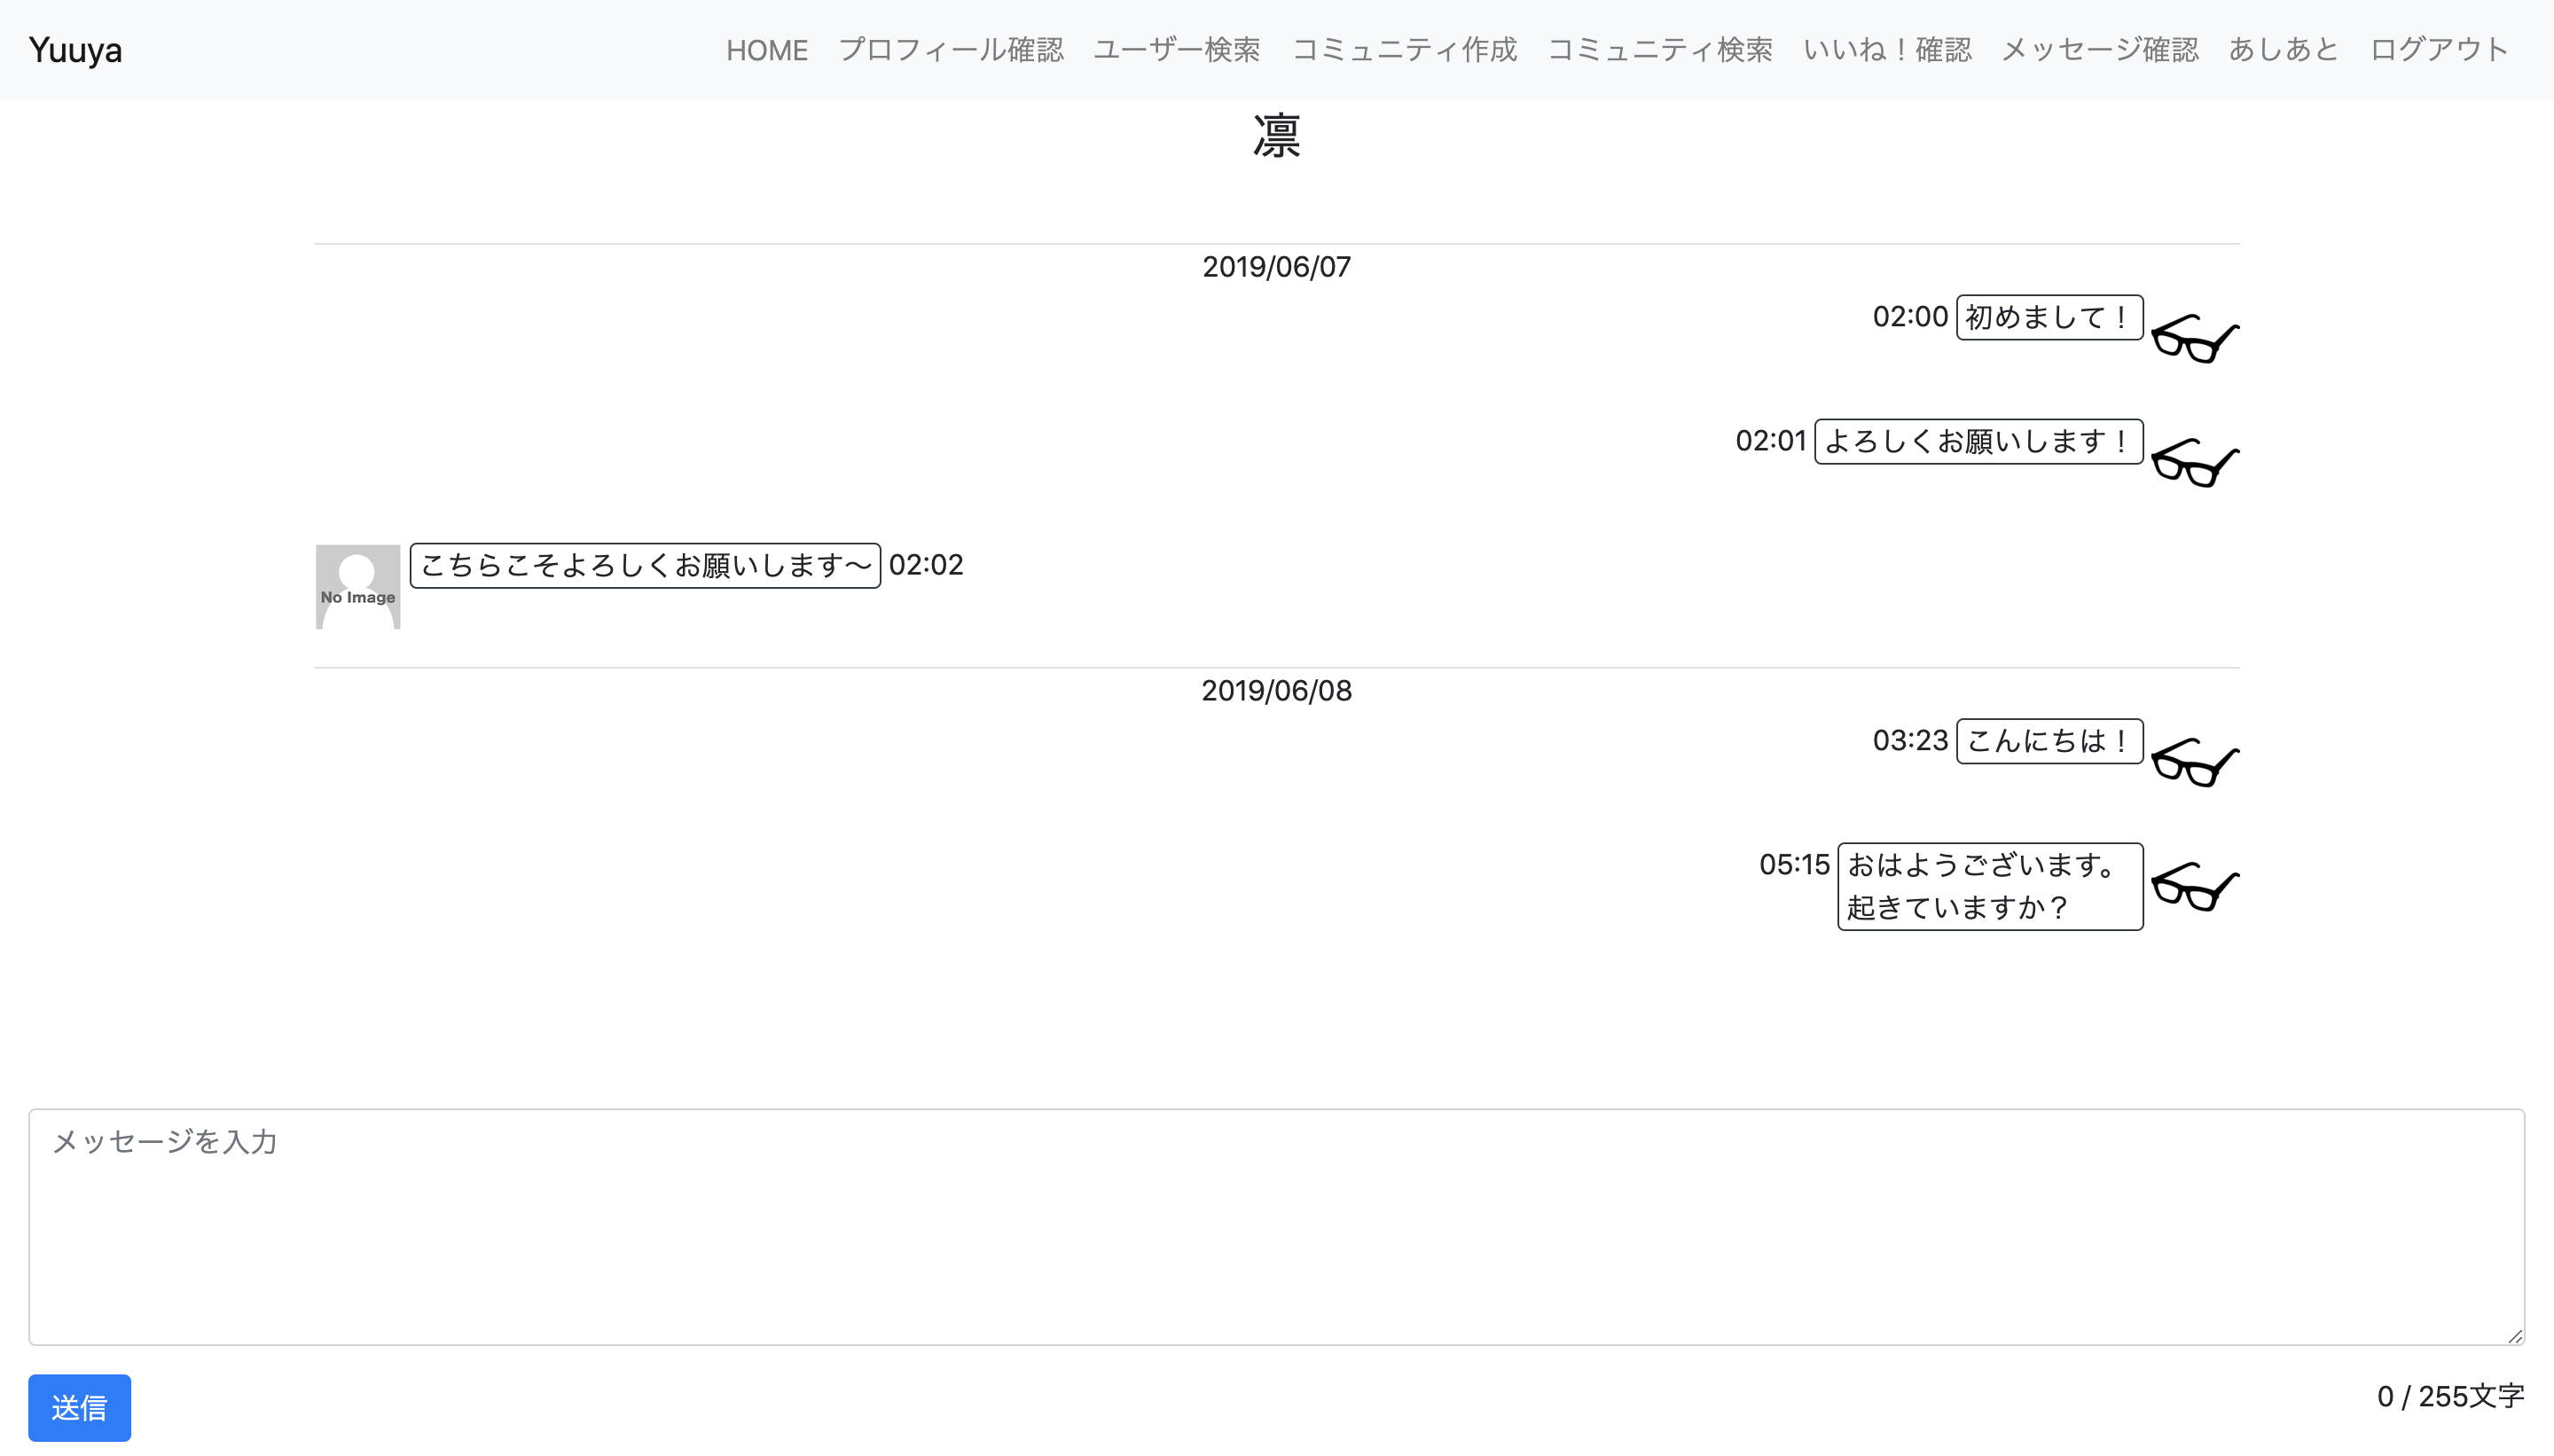 Yuuya
HOME プロフィール確認 ユーザー検索 コミュニティ作成 コミュニティ検索 いいね！確認 メッセージ確認 あしあと ログアウト
凛
2019/06/07
02:00 初めまして！
02:01 よろしくお願いします！
No Image
こちらこそよろしくお願いします〜 02:02
2019/06/08
03:23 こんにちは！
05:15 おはようございます。
起きていますか？
メッセージを入力
送信
0 / 255文字